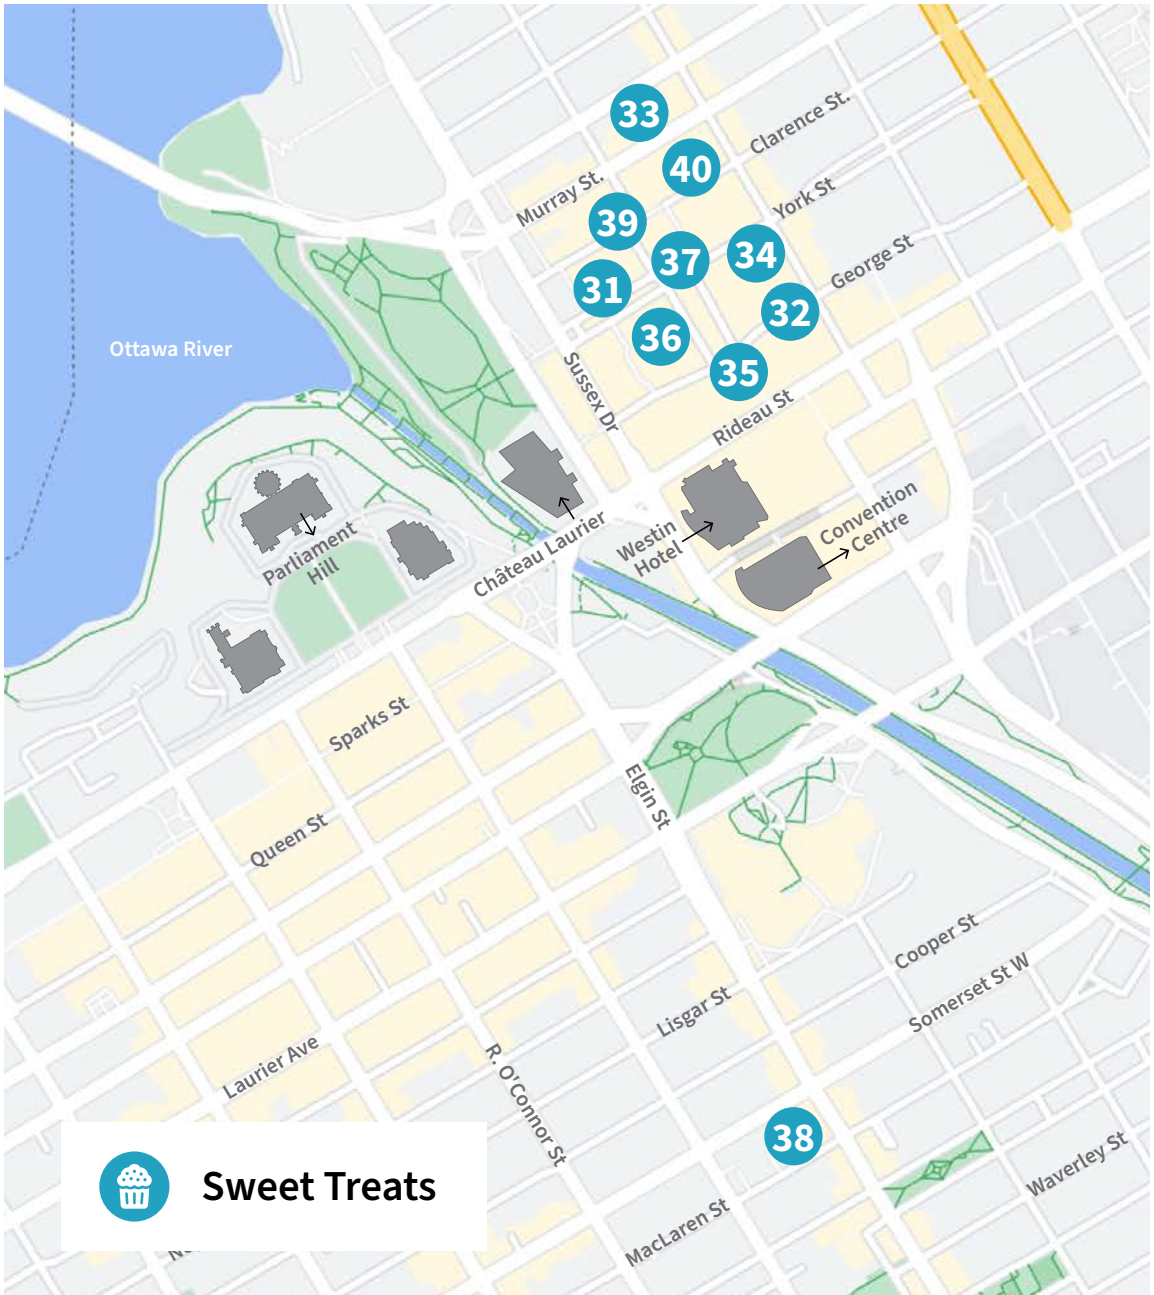 33
Clarence St.
40
Murray St.
York St
39
34
37
George St
31
32
36
Ottawa River
35
Sussex Dr
Rideau St
Convention
Centre
Westin
Hotel
Château Laurier
Parliament
Hill
Sparks St
Elgin St
Queen St
Cooper St
Somerset St W
Lisgar St
Laurier Ave
R. O'Connor St
38
Waverley St
Sweet Treats
MacLaren St